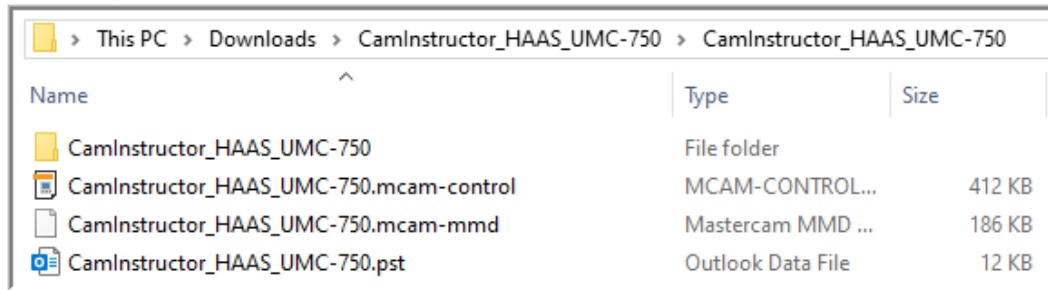 This PC > Downloads > CamInstructor_HAAS_UMC-750 > CamInstructor_HAAS_UMC-750
Name Type Size
CamInstructor_HAAS_UMC-750 File folder
CamInstructor_HAAS_UMC-750.mcam-control MCAM-CONTROL... 412 KB
CamInstructor_HAAS_UMC-750.mcam-mmd Mastercam MMD ... 186 KB
CamInstructor_HAAS_UMC-750.pst Outlook Data File 12 KB